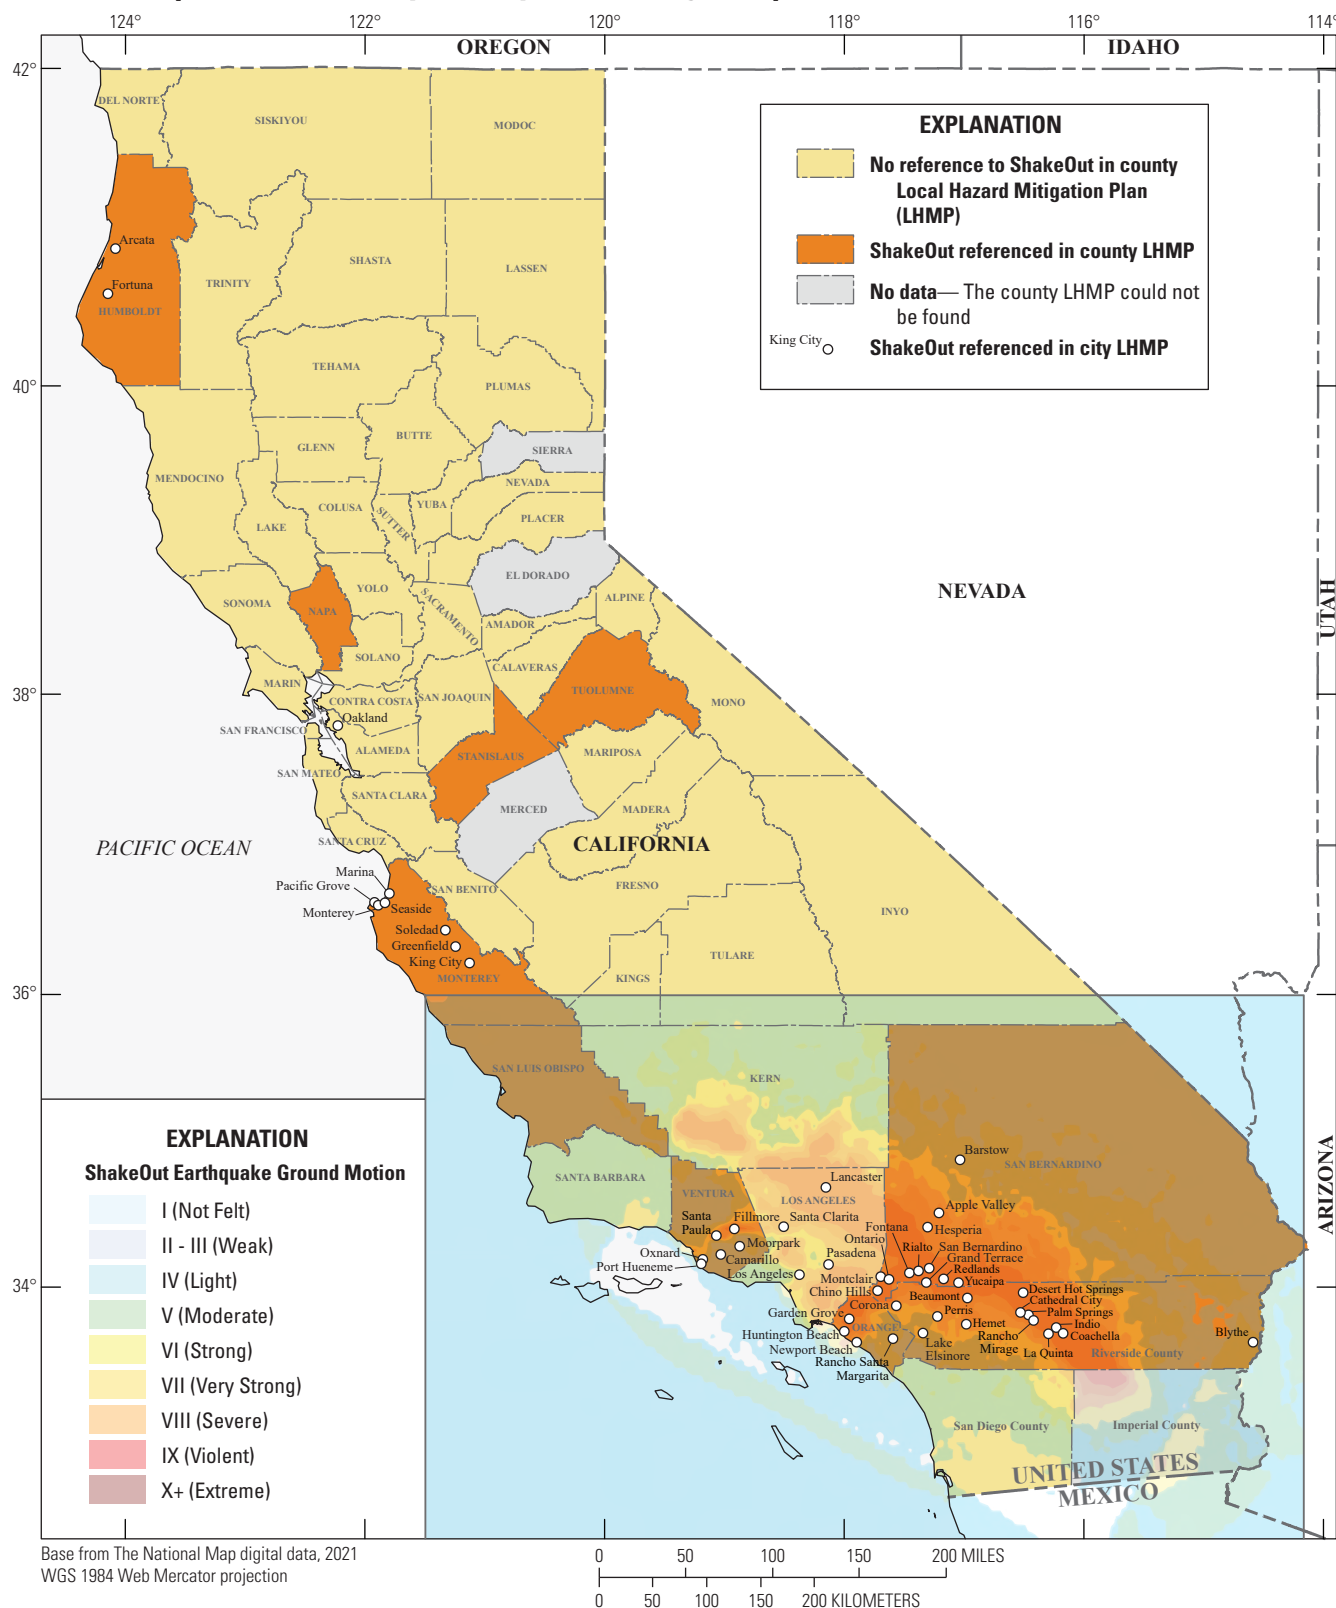 124°
122°
120°
118°
116°
114°
OREGON
IDAHO
42°
DEL NORTE
SISKIYOU
MODOC
EXPLANATION
No reference to ShakeOut in county
Local Hazard Mitigation Plan
(LHMP)
ShakeOut referenced in county LHMP
No data— The county LHMP could not
be found
King City
ShakeOut referenced in city LHMP
Arcata
Fortuna
HUMBOLDT
TRINITY
SHASTA
LASSEN
40°
TEHAMA
PLUMAS
GLENN
BUTTE
SIERRA
MENDOCINO
NEVADA
COLUSA
SUTTER
YUBA
PLACER
LAKE
EL DORADO
NEVADA
UTAH
SONOMA
NAPA
YOLO
SACRAMENTO
ALPINE
AMADOR
SOLANO
CALAVERAS
38°
MARIN
CONTRA COSTA
SAN JOAQUIN
TUOLUMNE
MONO
Oakland
SAN FRANCISCO
ALAMEDA
STANISLAUS
MARIPOSA
SAN MATEO
SANTA CLARA
MERCED
MADERA
SANTA CRUZ
CALIFORNIA
PACIFIC OCEAN
Marina
Pacific Grove
SAN BENITO
FRESNO
Monterey
Seaside
INYO
Soledad
Greenfield
King City
MONTEREY
TULARE
KINGS
36°
SAN LUIS OBISPO
KERN
ARIZONA
EXPLANATION
ShakeOut Earthquake Ground Motion
I (Not Felt)
II - III (Weak)
IV (Light)
V (Moderate)
VI (Strong)
VII (Very Strong)
VIII (Severe)
IX (Violent)
X+ (Extreme)
Barstow
SAN BERNARDINO
SANTA BARBARA
VENTURA
Lancaster
LOS ANGELES
Apple Valley
Santa
Paula
Fillmore
Santa Clarita
Fontana
Hesperia
Ontario
Moorpark
Rialto
San Bernardino
Oxnard
Camarillo
Pasadena
Grand Terrace
Port Hueneme
Los Angeles
Redlands
34°
Montclair
Yucaipa
Chino Hills
Beaumont
Desert Hot Springs
Corona
Cathedral City
Garden Grove
Perris
Palm Springs
ORANGE
Hemet
Indio
Huntington Beach
Rancho
Mirage
Coachella
Blythe
Newport Beach
Lake
Elsinore
La Quinta
Riverside County
Rancho Santa
Margarita
San Diego County
Imperial County
UNITED STATES
MEXICO
Base from The National Map digital data, 2021
WGS 1984 Web Mercator projection
0 50 100 150 200 MILES
0 50 100 150 200 KILOMETERS